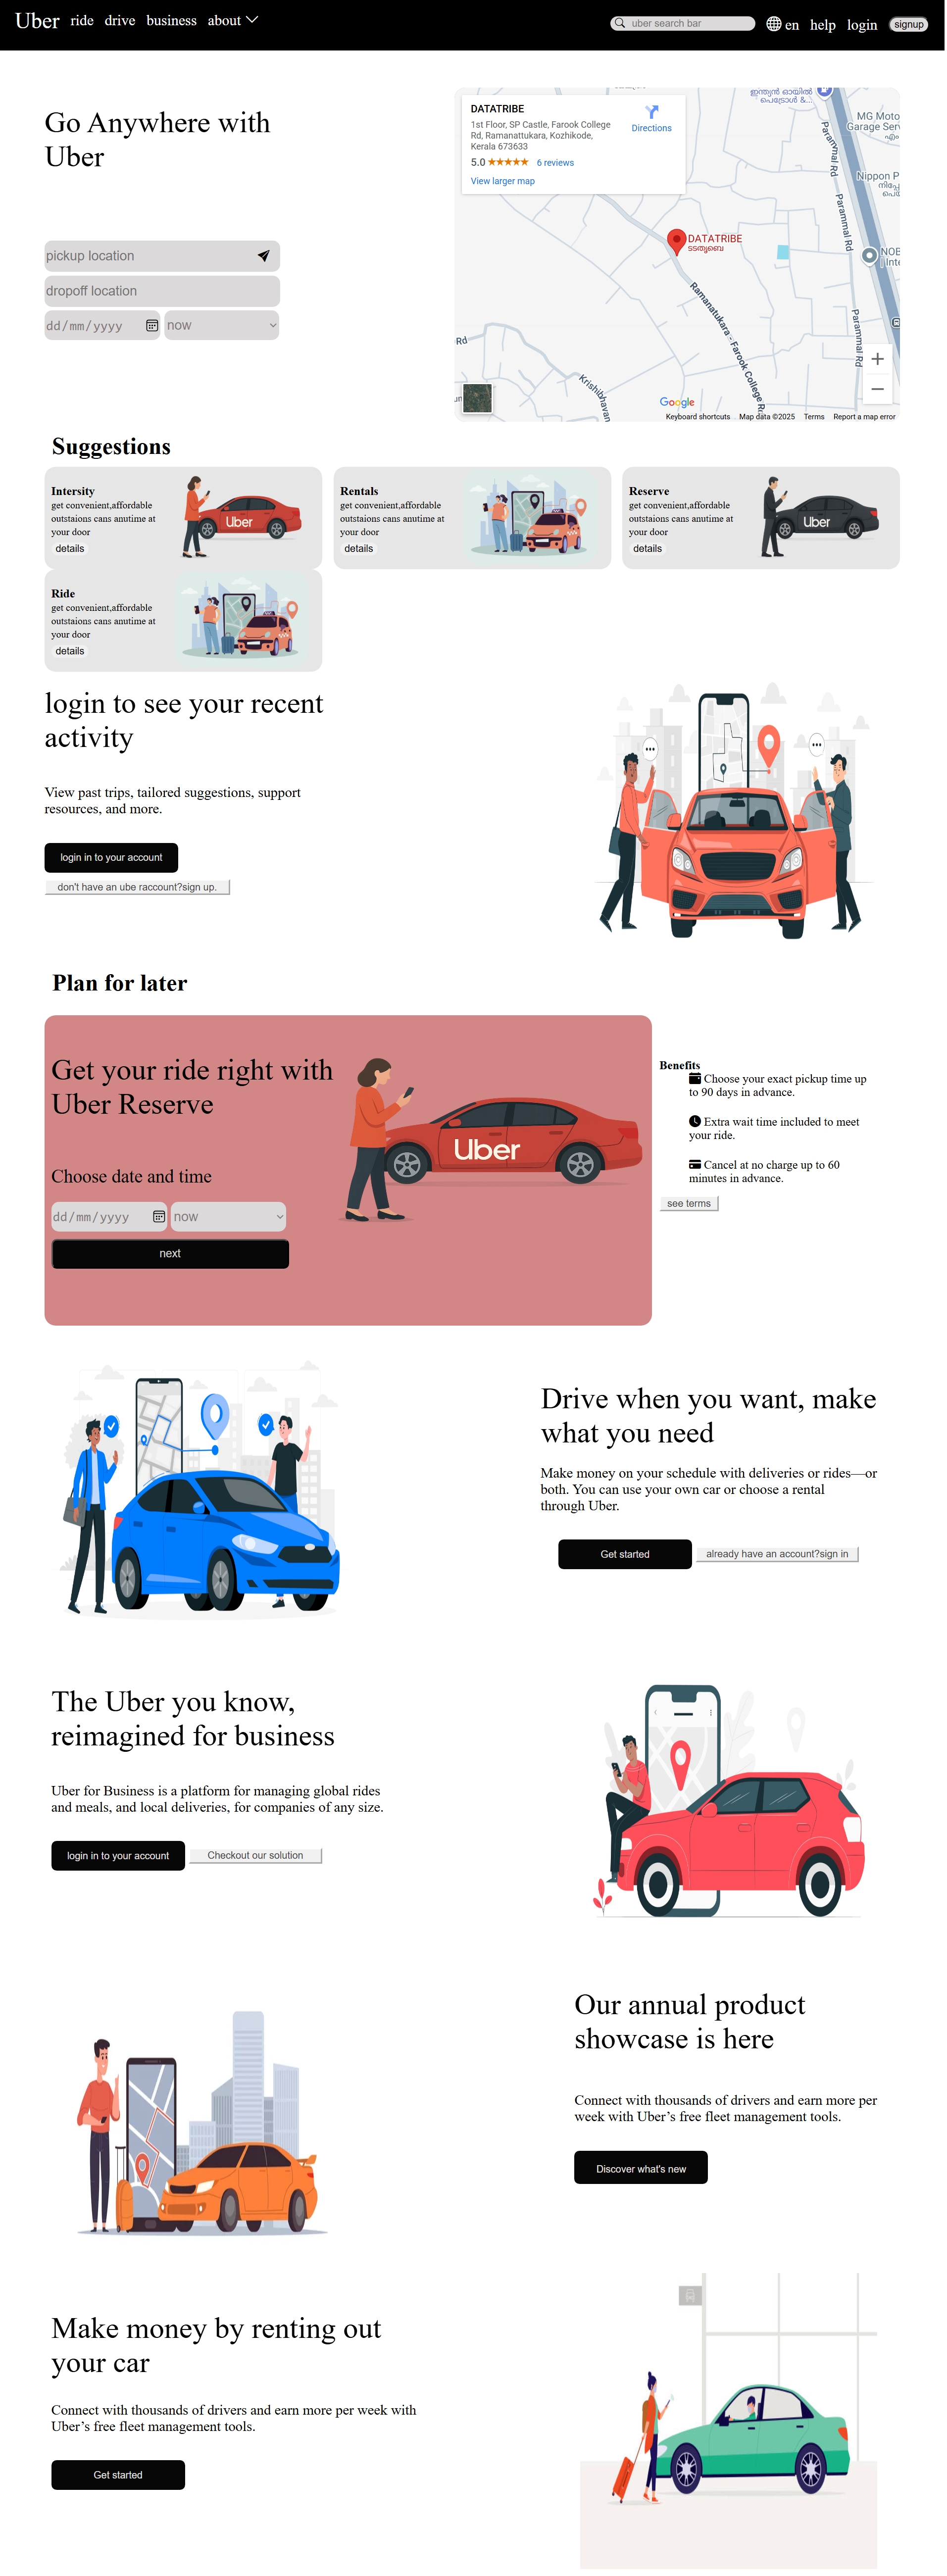 Uber ride drive business about
uber search bar en help login signup
Go Anywhere with
Uber
pickup location
dropoff location
dd/mm/yyyy now
DATATRIBE
1st Floor, SP Castle, Farook College
Rd, Ramanattukara, Kozhikode,
Kerala 673633
5.0 ★★★★★ 6 reviews
View larger map
Directions
ഇന്ത്യൻ ഓയിൽ
പെട്രോൾ &...
MG Moto
Garage Serv
Parammal Rd
Nippon P
Parammal Rd
DATATRIBE
NOB
Inte
Ramanatukara - Farook College R
Parammal Rd
Rd
Krishibhavan
Google
Keyboard shortcuts Map data ©2025 Terms Report a map error
Suggestions
Intersity
get convenient,affordable
outstaions cans anutime at
your door
details
Uber
Rentals
get convenient,affordable
outstaions cans anutime at
your door
details
Reserve
get convenient,affordable
outstaions cans anutime at
your door
details
Uber
Ride
get convenient,affordable
outstaions cans anutime at
your door
details
login to see your recent
activity
View past trips, tailored suggestions, support
resources, and more.
login in to your account
don't have an ube raccount?sign up.
Plan for later
Get your ride right with
Uber Reserve
Choose date and time
dd/mm/yyyy now
next
Uber
Benefits
Choose your exact pickup time up
to 90 days in advance.
Extra wait time included to meet
your ride.
Cancel at no charge up to 60
minutes in advance.
see terms
Drive when you want, make
what you need
Make money on your schedule with deliveries or rides—or
both. You can use your own car or choose a rental
through Uber.
Get started already have an account?sign in
The Uber you know,
reimagined for business
Uber for Business is a platform for managing global rides
and meals, and local deliveries, for companies of any size.
login in to your account Checkout our solution
Our annual product
showcase is here
Connect with thousands of drivers and earn more per
week with Uber’s free fleet management tools.
Discover what's new
Make money by renting out
your car
Connect with thousands of drivers and earn more per week with
Uber’s free fleet management tools.
Get started